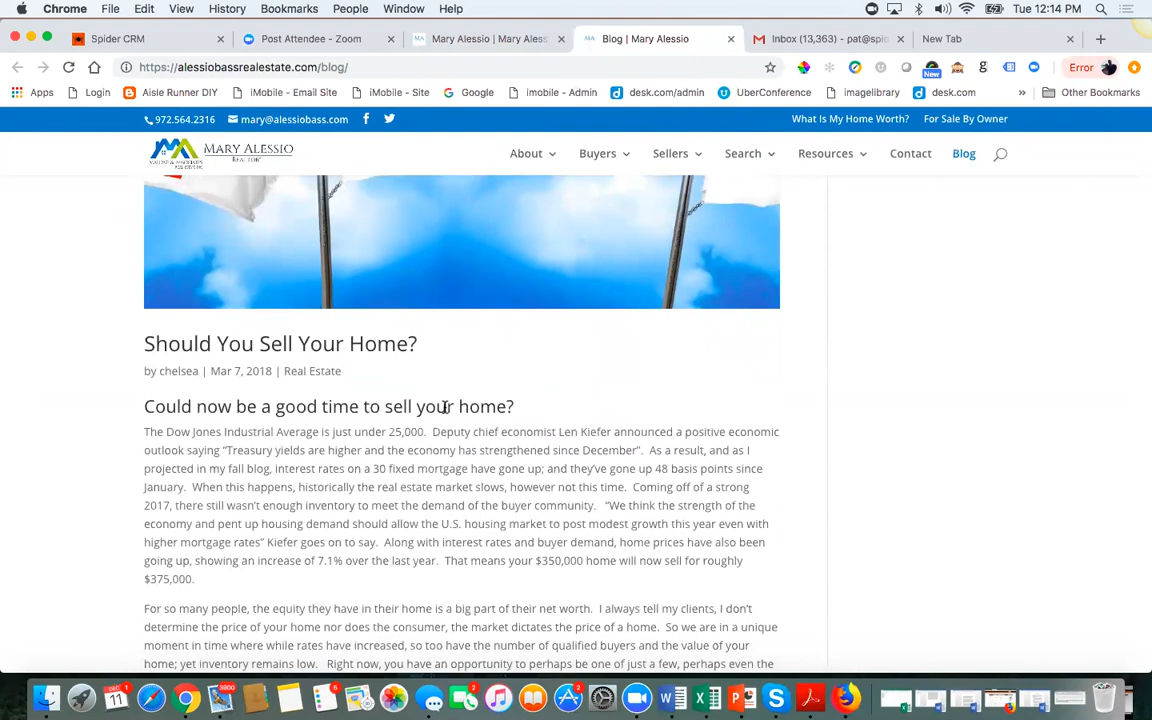 Chrome File Edit View History Bookmarks People Window Help Tue 12:14 PM
Spider CRM Post Attendee - Zoom Mary Alessio | Mary Aless Blog | Mary Alessio Inbox (13,363) - pat@spi New Tab
https://alessiobassrealestate.com/blog/ New Error
Apps Login Aisle Runner DIY iMobile - Email Site iMobile - Site Google imobile - Admin desk.com/admin UberConference imagelibrary desk.com » Other Bookmarks
972.564.2316 mary@alessiobass.com What Is My Home Worth? For Sale By Owner
MARY ALESSIO About Buyers Sellers Search Resources Contact Blog
REALTOR®
Should You Sell Your Home?
by chelsea | Mar 7, 2018 | Real Estate
Could now be a good time to sell your home?
The Dow Jones Industrial Average is just under 25,000. Deputy chief economist Len Kiefer announced a positive economic
outlook saying “Treasury yields are higher and the economy has strengthened since December”. As a result, and as I
projected in my fall blog, interest rates on a 30 fixed mortgage have gone up; and they’ve gone up 48 basis points since
January. When this happens, historically the real estate market slows, however not this time. Coming off of a strong
2017, there still wasn’t enough inventory to meet the demand of the buyer community. “We think the strength of the
economy and pent up housing demand should allow the U.S. housing market to post modest growth this year even with
higher mortgage rates” Kiefer goes on to say. Along with interest rates and buyer demand, home prices have also been
going up, showing an increase of 7.1% over the last year. That means your $350,000 home will now sell for roughly
$375,000.
For so many people, the equity they have in their home is a big part of their net worth. I always tell my clients, I don’t
determine the price of your home nor does the consumer, the market dictates the price of a home. So we are in a unique
moment in time where while rates have increased, so too have the number of qualified buyers and the value of your
home; yet inventory remains low. Right now, you have an opportunity to perhaps be one of just a few, perhaps even the